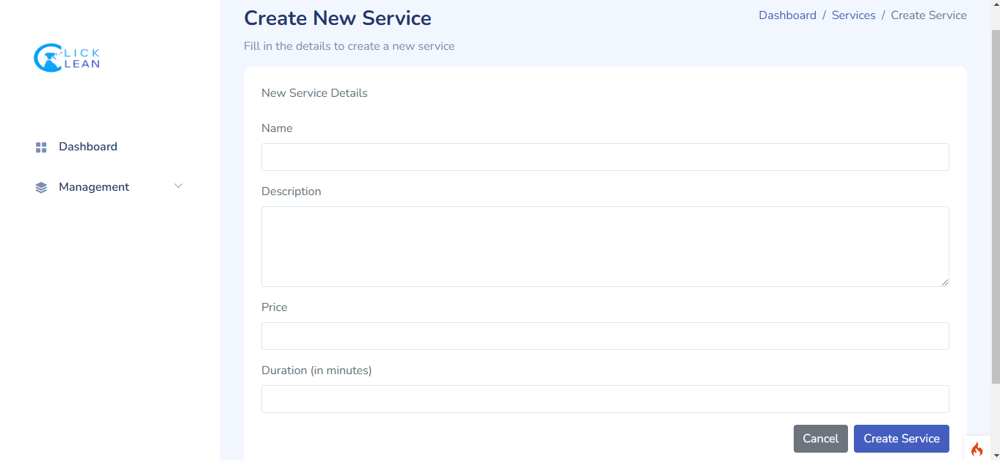 LICK
LEAN
Dashboard
Management
Create New Service
Dashboard / Services / Create Service
Fill in the details to create a new service
New Service Details
Name
Description
Price
Duration (in minutes)
Cancel
Create Service